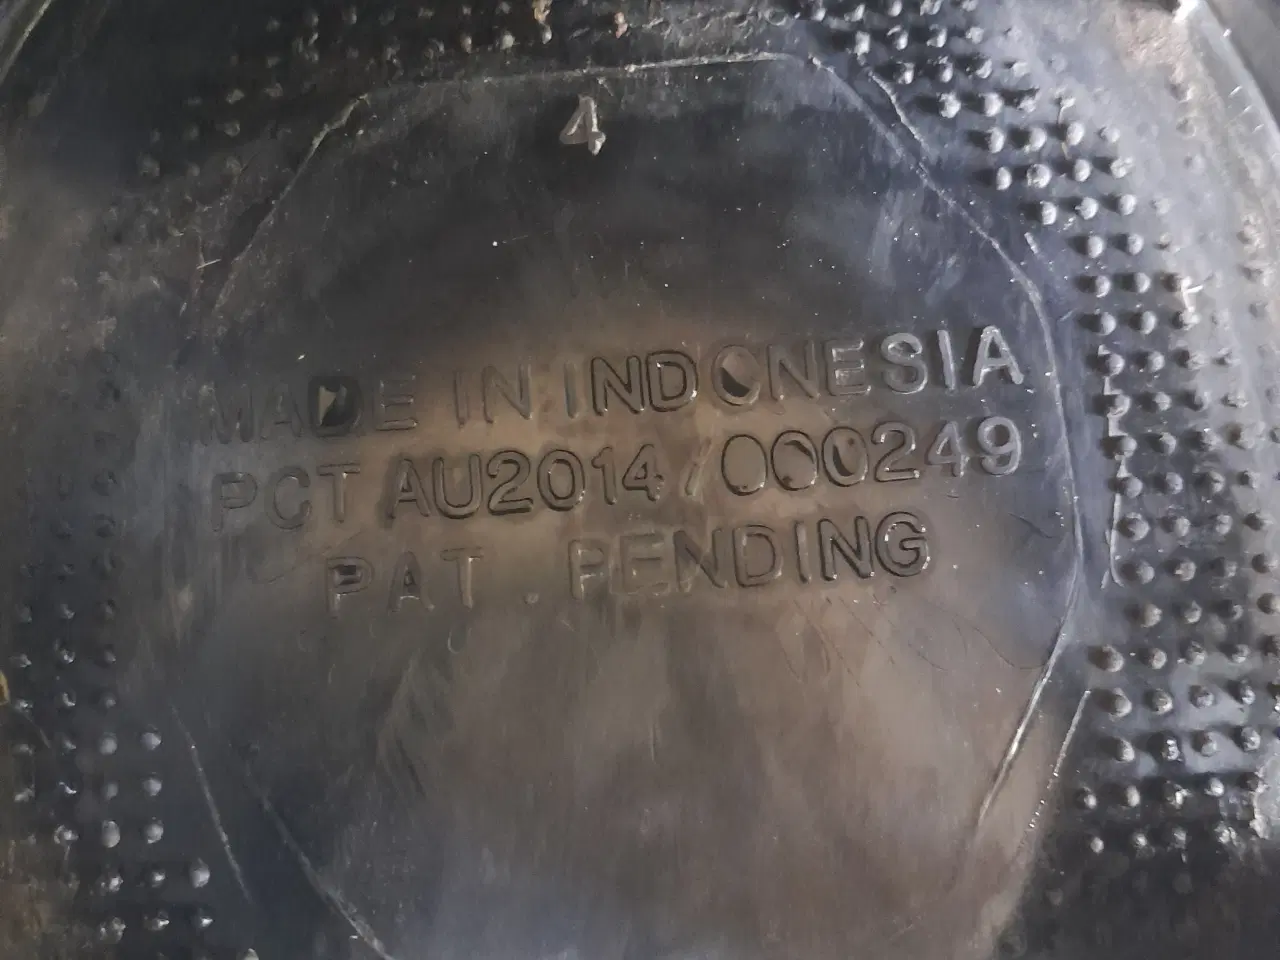 4
MADE IN INDONESIA
PCT AU2014/000249
PAT. PENDING